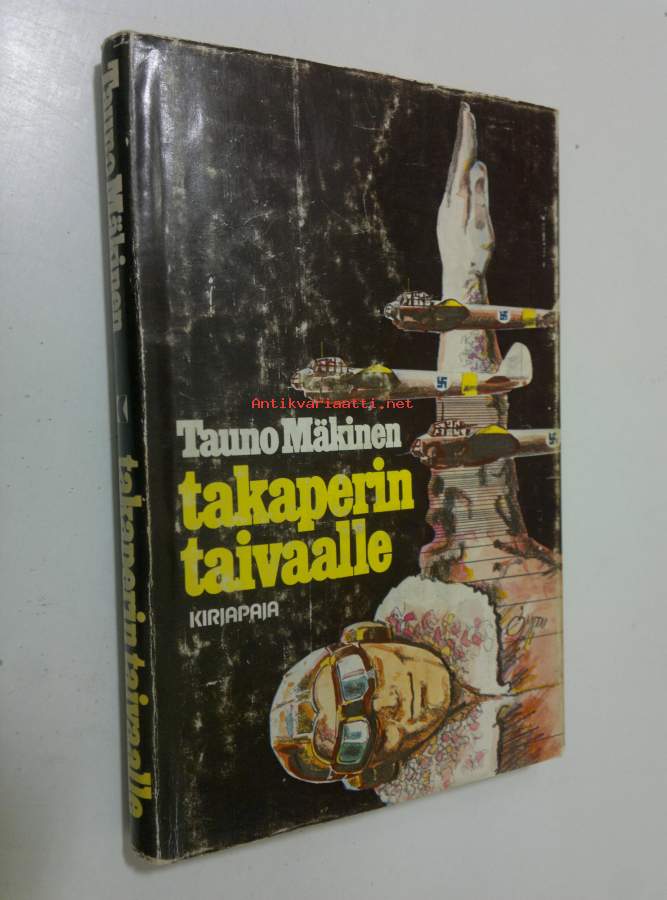 Tauno Mäkinen
takaperin taivaalle
Antikvariaatti.net
Tauno Mäkinen
takaperin
taivaalle
KIRJAPAJA